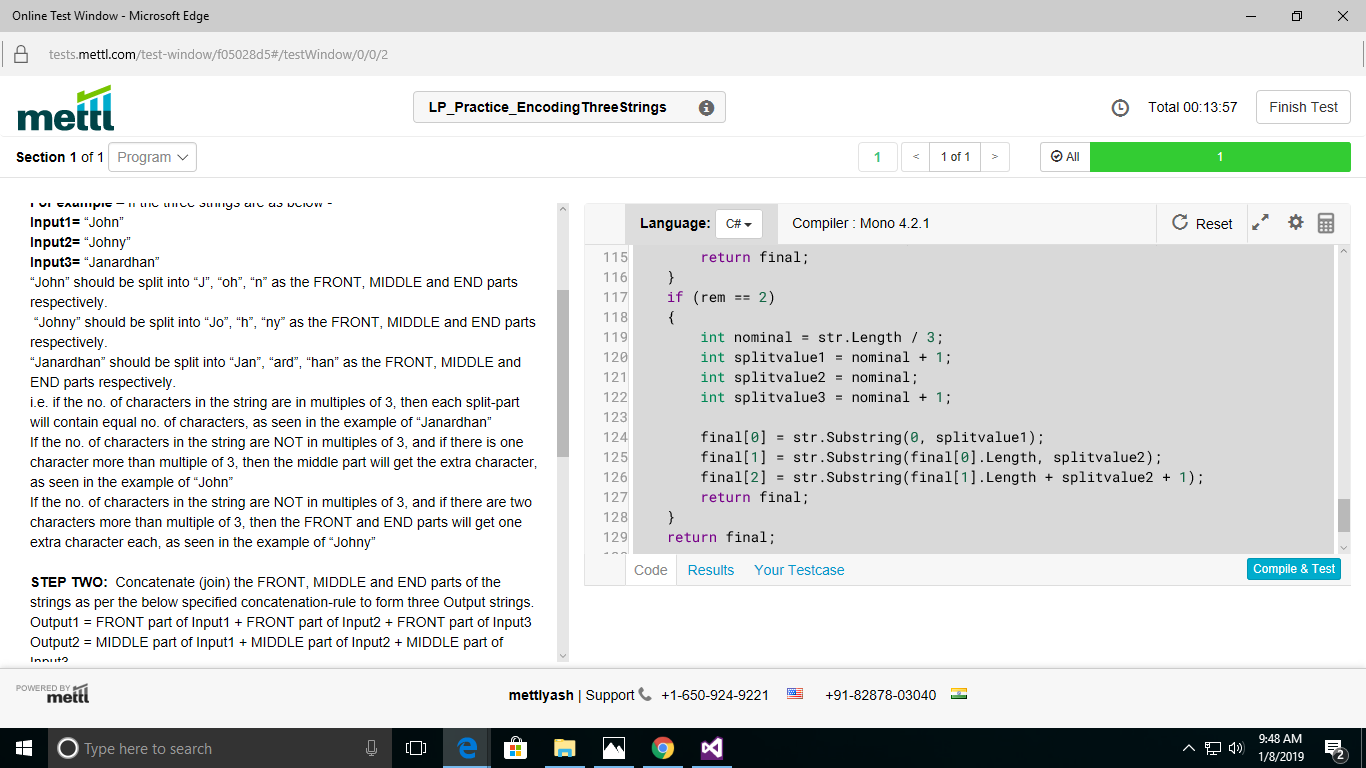 Online Test Window - Microsoft Edge
tests.mettl.com/test-window/f05028d5#/testWindow/0/0/2
mettl
LP_Practice_EncodingThreeStrings
Total 00:13:57
Finish Test
Section 1 of 1
Program
1
<
1 of 1
>
All
1
For example – If the three strings are as below -
Input1= “John”
Input2= “Johny”
Input3= “Janardhan”
“John” should be split into “J”, “oh”, “n” as the FRONT, MIDDLE and END parts
respectively.
“Johny” should be split into “Jo”, “h”, “ny” as the FRONT, MIDDLE and END parts
respectively.
“Janardhan” should be split into “Jan”, “ard”, “han” as the FRONT, MIDDLE and
END parts respectively.
i.e. if the no. of characters in the string are in multiples of 3, then each split-part
will contain equal no. of characters, as seen in the example of “Janardhan”
If the no. of characters in the string are NOT in multiples of 3, and if there is one
character more than multiple of 3, then the middle part will get the extra character,
as seen in the example of “John”
If the no. of characters in the string are NOT in multiples of 3, and if there are two
characters more than multiple of 3, then the FRONT and END parts will get one
extra character each, as seen in the example of “Johny”
STEP TWO: Concatenate (join) the FRONT, MIDDLE and END parts of the
strings as per the below specified concatenation-rule to form three Output strings.
Output1 = FRONT part of Input1 + FRONT part of Input2 + FRONT part of Input3
Output2 = MIDDLE part of Input1 + MIDDLE part of Input2 + MIDDLE part of
Input3
Language:
C#
Compiler : Mono 4.2.1
Reset
115 return final;
116 }
117 if (rem == 2)
118 {
119 int nominal = str.Length / 3;
120 int splitvalue1 = nominal + 1;
121 int splitvalue2 = nominal;
122 int splitvalue3 = nominal + 1;
123
124 final[0] = str.Substring(0, splitvalue1);
125 final[1] = str.Substring(final[0].Length, splitvalue2);
126 final[2] = str.Substring(final[1].Length + splitvalue2 + 1);
127 return final;
128 }
129 return final;
Code
Results
Your Testcase
Compile & Test
POWERED BY
mettl
mettlyash | Support +1-650-924-9221 +91-82878-03040
Type here to search
9:48 AM
1/8/2019
2